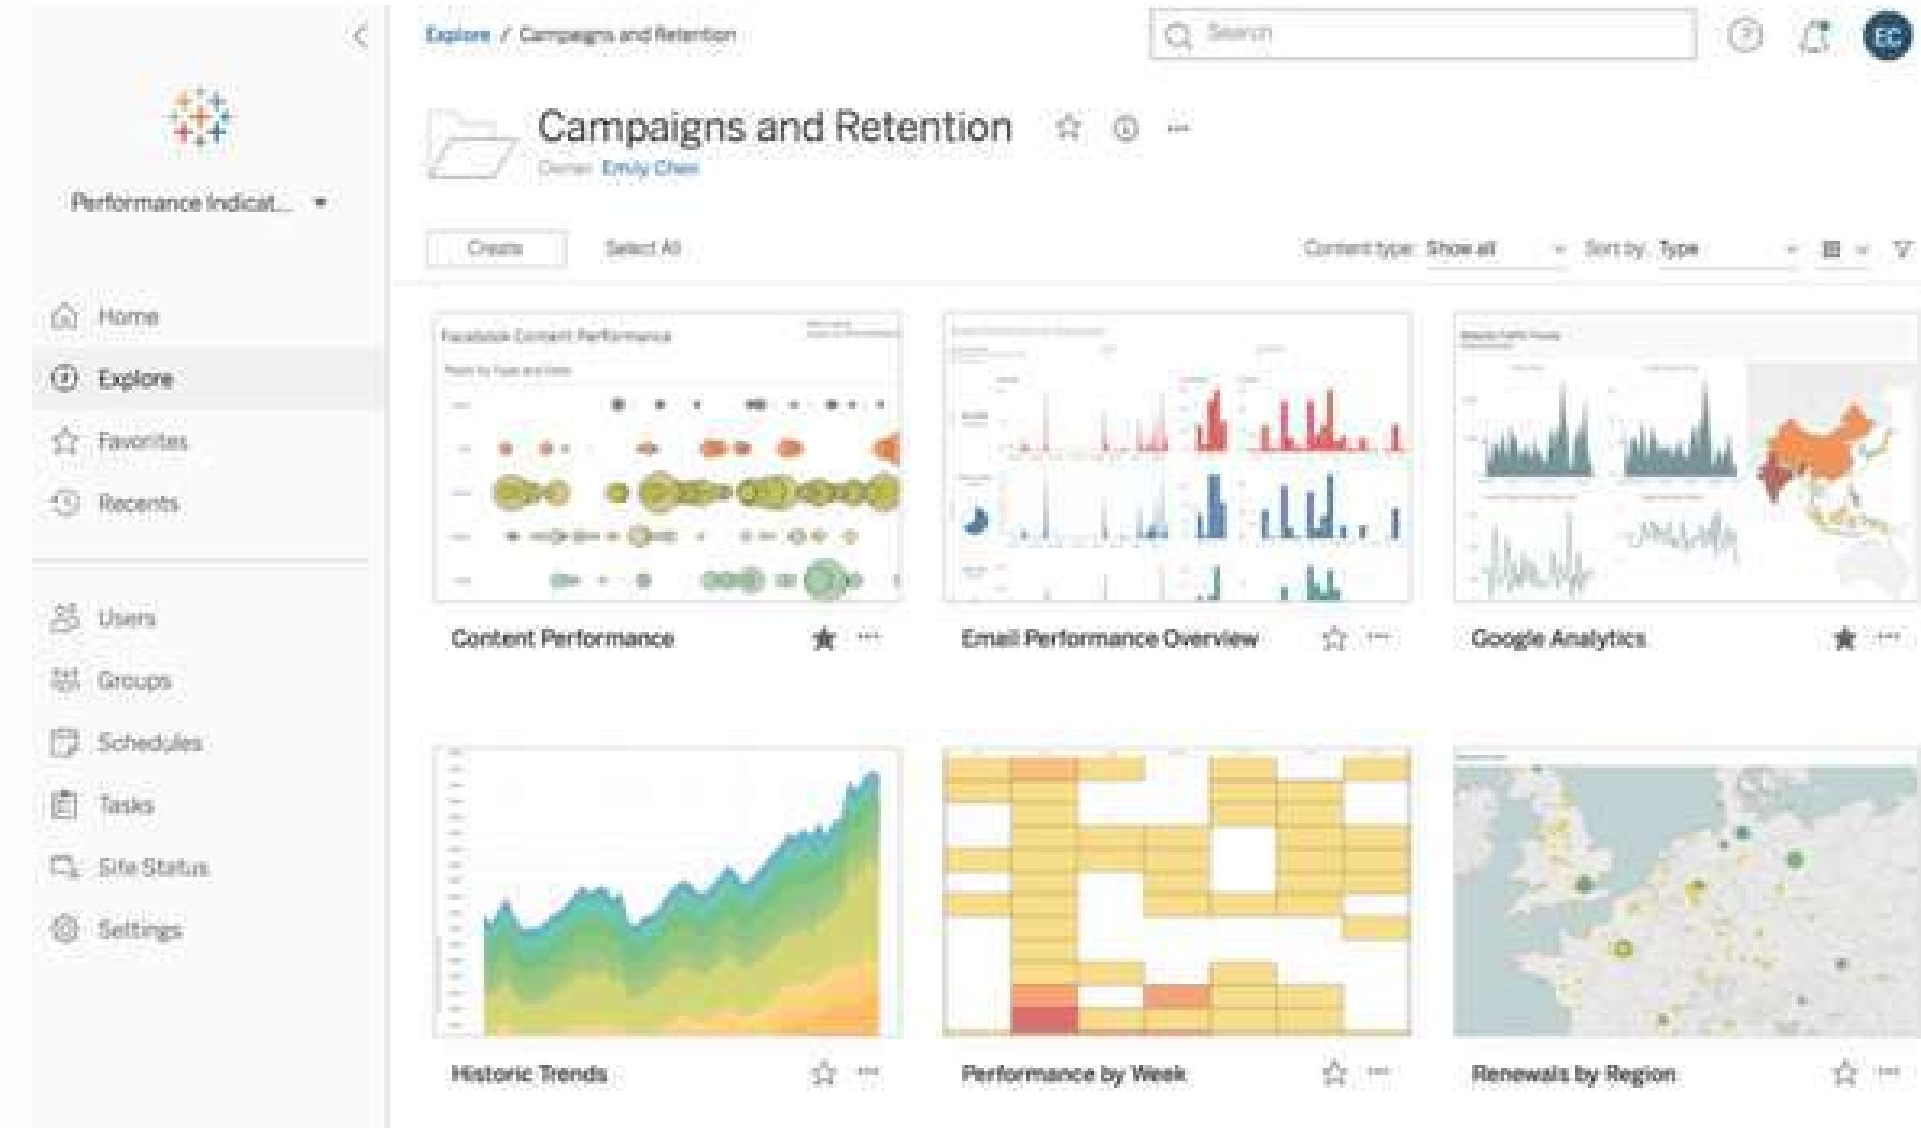 Explore / Campaigns and Retention
Search
EC
Campaigns and Retention
Owner Emily Chen
Performance Indicat...
Create
Select All
Content type: Show all
Sort by: Type
Home
Explore
Favorites
Recents
Users
Groups
Schedules
Tasks
Site Status
Settings
Facebook Content Performance
Content Performance
Email Performance Overview
Google Analytics
Historic Trends
Performance by Week
Renewals by Region